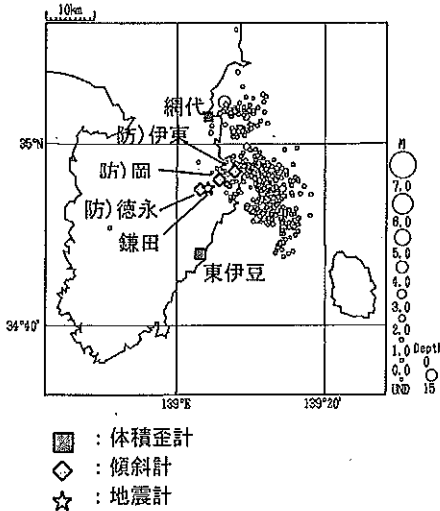 10km
網代
防)伊東
35°N
防)岡
防)徳永
鎌田
東伊豆
34°40'
139°E
139°20'
M
7.0
6.0
5.0
4.0
3.0
2.0
1.0
0.0
UND
Depth
0
15
：体積歪計
：傾斜計
：地震計